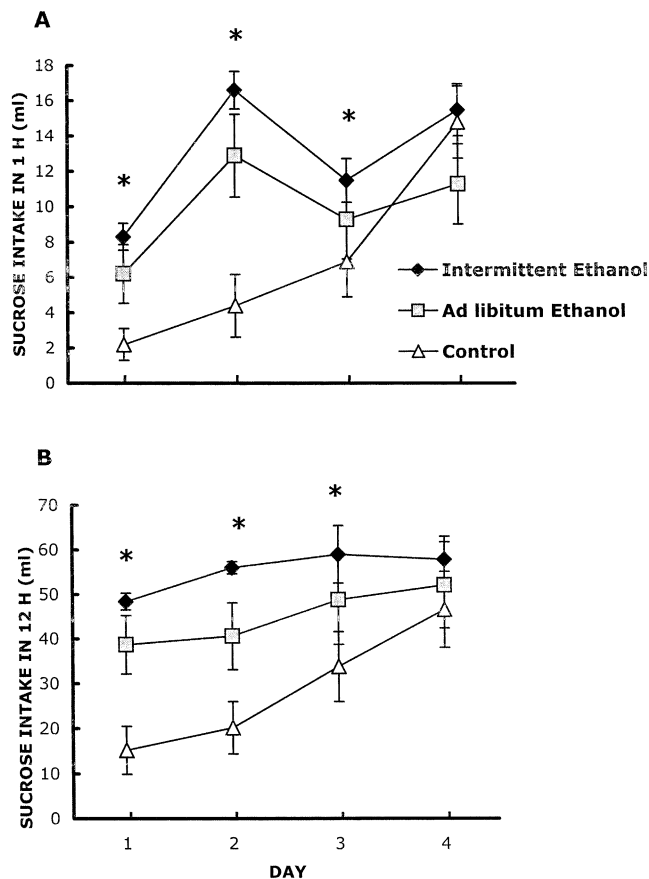 A
*
*
*
18
16
14
12
10
8
6
4
2
0
SUCROSE INTAKE IN 1 H (ml)
Intermittent Ethanol
Ad libitum Ethanol
Control
B
*
*
*
70
60
50
40
30
20
10
0
SUCROSE INTAKE IN 12 H (ml)
1 2 3 4
DAY